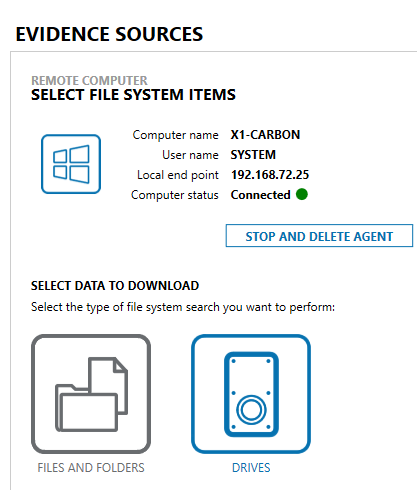 EVIDENCE SOURCES
REMOTE COMPUTER
SELECT FILE SYSTEM ITEMS
Computer name X1-CARBON
User name SYSTEM
Local end point 192.168.72.25
Computer status Connected
STOP AND DELETE AGENT
SELECT DATA TO DOWNLOAD
Select the type of file system search you want to perform:
FILES AND FOLDERS DRIVES